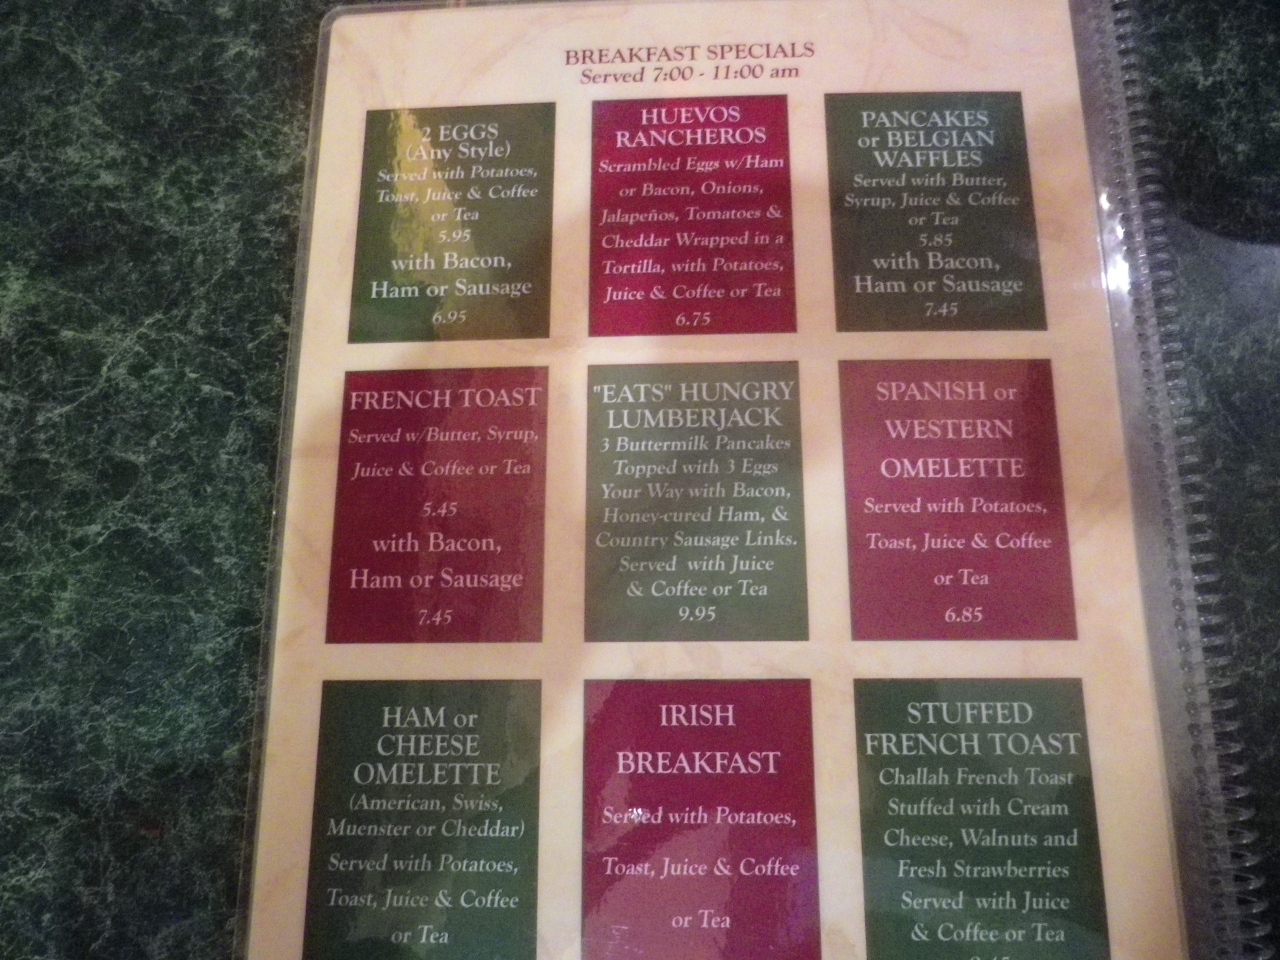 BREAKFAST SPECIALS
Served 7:00 - 11:00 am
2 EGGS
(Any Style)
Served with Potatoes,
Toast, Juice & Coffee
or Tea
5.95
with Bacon,
Ham or Sausage
6.95
HUEVOS
RANCHEROS
Scrambled Eggs w/Ham
or Bacon, Onions,
Jalapeños, Tomatoes &
Cheddar Wrapped in a
Tortilla, with Potatoes,
Juice & Coffee or Tea
6.75
PANCAKES
or BELGIAN
WAFFLES
Served with Butter,
Syrup, Juice & Coffee
or Tea
5.85
with Bacon,
Ham or Sausage
7.45
FRENCH TOAST
Served w/Butter, Syrup,
Juice & Coffee or Tea
5.45
with Bacon,
Ham or Sausage
7.45
"EATS" HUNGRY
LUMBERJACK
3 Buttermilk Pancakes
Topped with 3 Eggs
Your Way with Bacon,
Honey-cured Ham, &
Country Sausage Links.
Served with Juice
& Coffee or Tea
9.95
SPANISH or
WESTERN
OMELETTE
Served with Potatoes,
Toast, Juice & Coffee
or Tea
6.85
HAM or
CHEESE
OMELETTE
(American, Swiss,
Muenster or Cheddar)
Served with Potatoes,
Toast, Juice & Coffee
or Tea
IRISH
BREAKFAST
Served with Potatoes,
Toast, Juice & Coffee
or Tea
STUFFED
FRENCH TOAST
Challah French Toast
Stuffed with Cream
Cheese, Walnuts and
Fresh Strawberries
Served with Juice
& Coffee or Tea